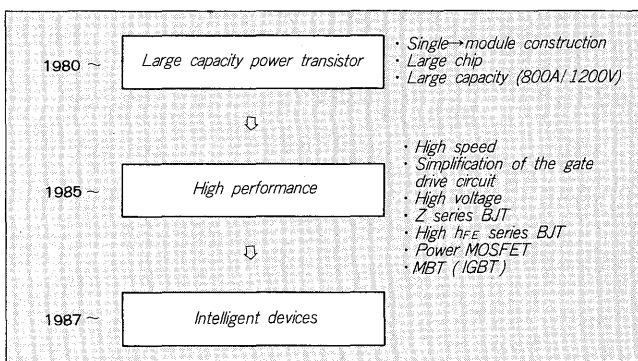 1980 ~
Large capacity power transistor
· Single→module construction
· Large chip
· Large capacity (800A/1200V)
1985 ~
High performance
· High speed
· Simplification of the gate
drive circuit
· High voltage
· Z series BJT
· High hFE series BJT
· Power MOSFET
· MBT (IGBT)
1987 ~
Intelligent devices